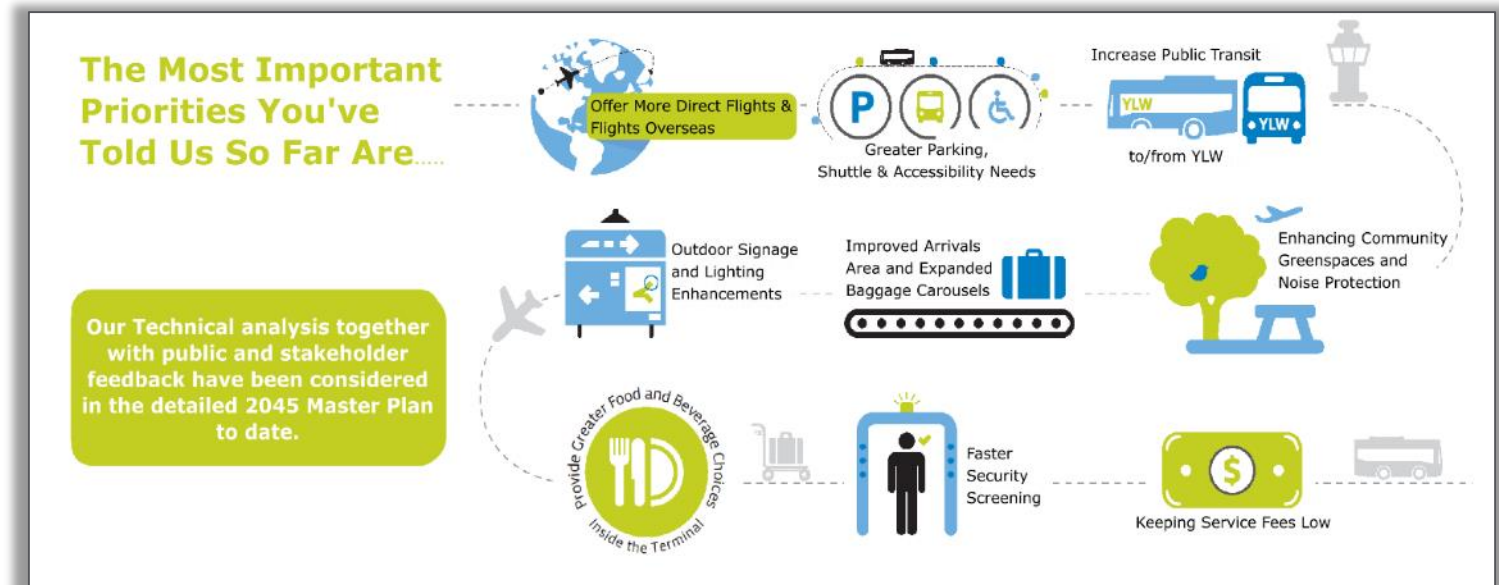 The Most Important
Priorities You've
Told Us So Far Are.....
Offer More Direct Flights &
Flights Overseas
P
Greater Parking,
Shuttle & Accessibility Needs
Increase Public Transit
YLW
YLW
to/from YLW
Enhancing Community
Greenspaces and
Noise Protection
Improved Arrivals
Area and Expanded
Baggage Carousels
Outdoor Signage
and Lighting
Enhancements
Our Technical analysis together
with public and stakeholder
feedback have been considered
in the detailed 2045 Master Plan
to date.
Provide Greater Food and Beverage Choices
Inside the Terminal
Faster
Security
Screening
$
Keeping Service Fees Low